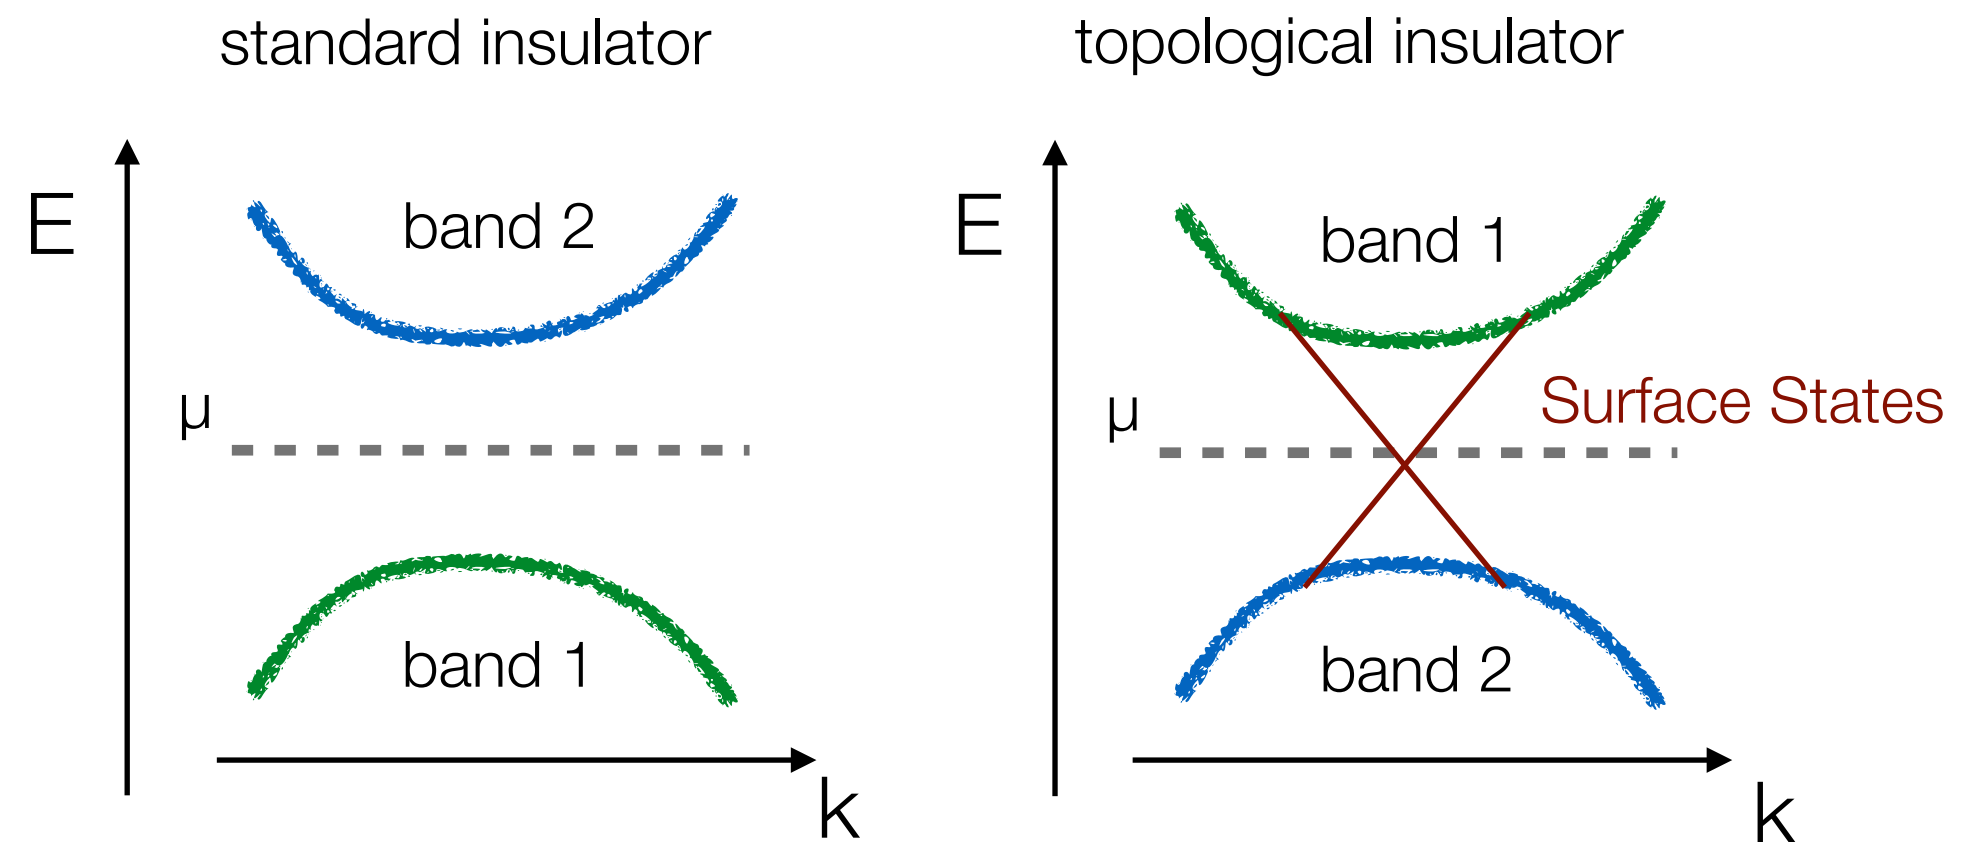 standard insulator
E
band 2
μ
band 1
k
topological insulator
E
band 1
Surface States
μ
band 2
k